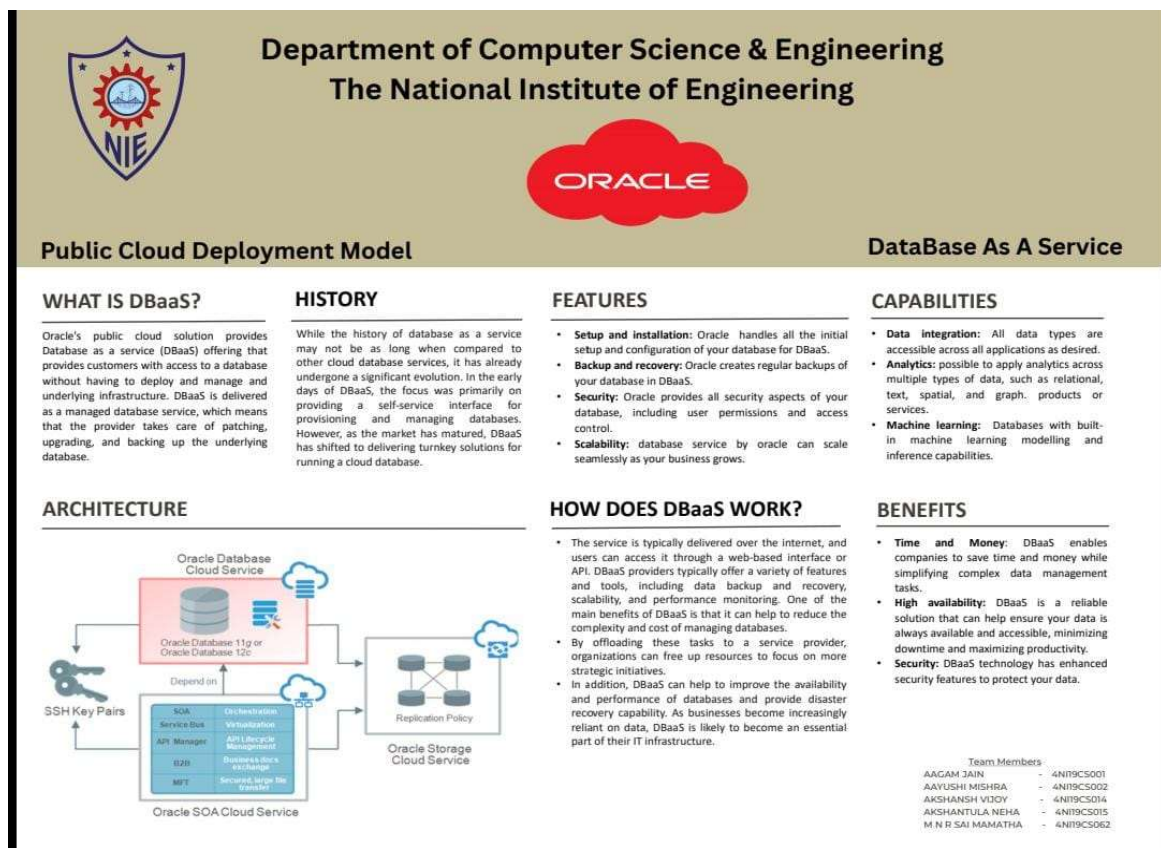 NIE
Department of Computer Science & Engineering
The National Institute of Engineering
ORACLE
Public Cloud Deployment Model
DataBase As A Service
WHAT IS DBaaS?
Oracle's public cloud solution provides
Database as a service (DBaaS) offering that
provides customers with access to a database
without having to deploy and manage and
underlying infrastructure. DBaaS is delivered
as a managed database service, which means
that the provider takes care of patching,
upgrading, and backing up the underlying
database.
HISTORY
While the history of database as a service
may not be as long when compared to
other cloud database services, it has already
undergone a significant evolution. In the early
days of DBaaS, the focus was primarily on
providing a self-service interface for
provisioning and managing databases.
However, as the market has matured, DBaaS
has shifted to delivering turnkey solutions for
running a cloud database.
FEATURES
• Setup and installation: Oracle handles all the initial
setup and configuration of your database for DBaaS.
• Backup and recovery: Oracle creates regular backups of
your database in DBaaS.
• Security: Oracle provides all security aspects of your
database, including user permissions and access
control.
• Scalability: database service by oracle can scale
seamlessly as your business grows.
CAPABILITIES
• Data integration: All data types are
accessible across all applications as desired.
• Analytics: possible to apply analytics across
multiple types of data, such as relational,
text, spatial, and graph. products or
services.
• Machine learning: Databases with built-
in machine learning modelling and
inference capabilities.
ARCHITECTURE
Oracle Database
Cloud Service
Oracle Database 11g or
Oracle Database 12c
Depend on
SSH Key Pairs
SOA Orchestration
Service Bus Virtualization
API Manager API Lifecycle
Management
B2B Business docs
exchange
MFT Secured, large file
transfer
Oracle SOA Cloud Service
Replication Policy
Oracle Storage
Cloud Service
HOW DOES DBaaS WORK?
• The service is typically delivered over the internet, and
users can access it through a web-based interface or
API. DBaaS providers typically offer a variety of features
and tools, including data backup and recovery,
scalability, and performance monitoring. One of the
main benefits of DBaaS is that it can help to reduce the
complexity and cost of managing databases.
• By offloading these tasks to a service provider,
organizations can free up resources to focus on more
strategic initiatives.
• In addition, DBaaS can help to improve the availability
and performance of databases and provide disaster
recovery capability. As businesses become increasingly
reliant on data, DBaaS is likely to become an essential
part of their IT infrastructure.
BENEFITS
• Time and Money: DBaaS enables
companies to save time and money while
simplifying complex data management
tasks.
• High availability: DBaaS is a reliable
solution that can help ensure your data is
always available and accessible, minimizing
downtime and maximizing productivity.
• Security: DBaaS technology has enhanced
security features to protect your data.
Team Members
AAGAM JAIN - 4NI19CS001
AAYUSHI MISHRA - 4NI19CS002
AKSHANSH VIJOY - 4NI19CS014
AKSHANTULA NEHA - 4NI19CS015
M N R SAI MAMATHA - 4NI19CS062